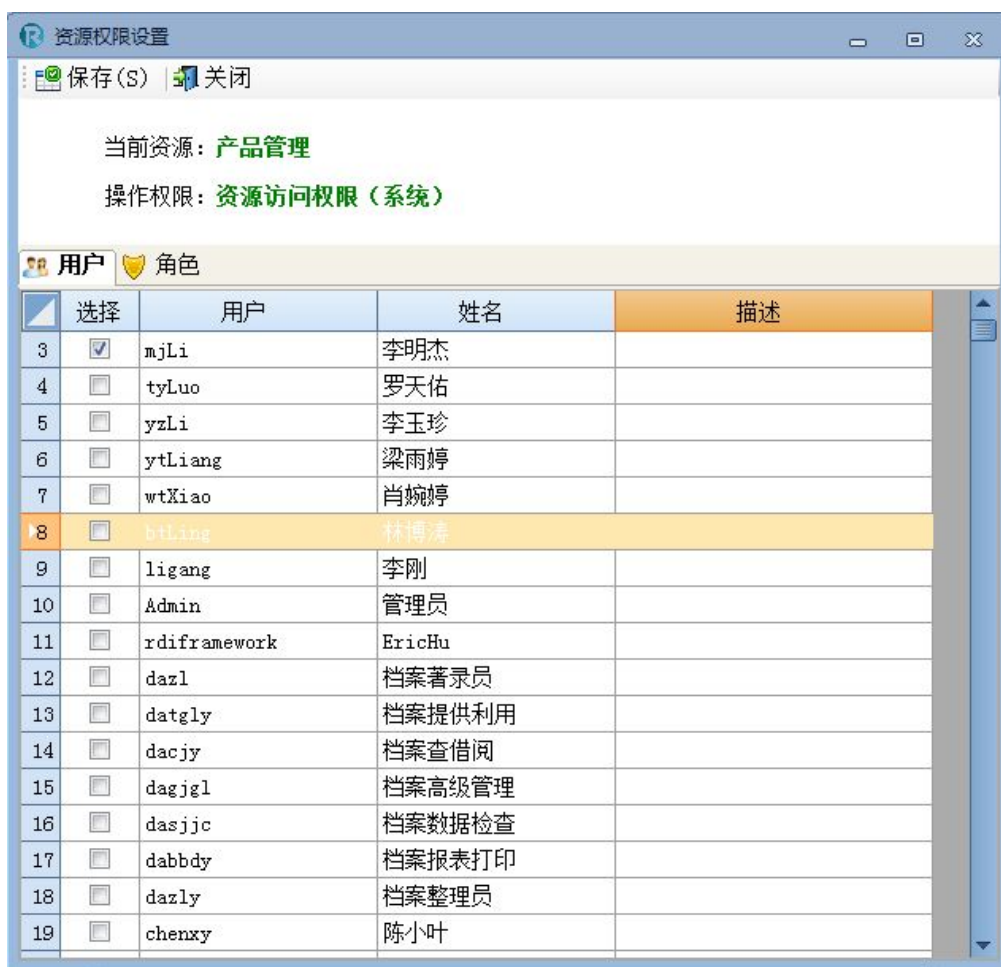 资源权限设置
保存(S) 关闭
当前资源：产品管理
操作权限：资源访问权限（系统）
用户 角色
选择 用户 姓名 描述
3 mjLi 李明杰
4 tyLuo 罗天佑
5 yzLi 李玉珍
6 ytLiang 梁雨婷
7 wtXiao 肖婉婷
8 btLing 林博涛
9 ligang 李刚
10 Admin 管理员
11 rdiframework EricHu
12 dazl 档案著录员
13 datgly 档案提供利用
14 dacjy 档案查借阅
15 dagjgl 档案高级管理
16 dasjjc 档案数据检查
17 dabbdy 档案报表打印
18 dazly 档案整理员
19 chenxy 陈小叶